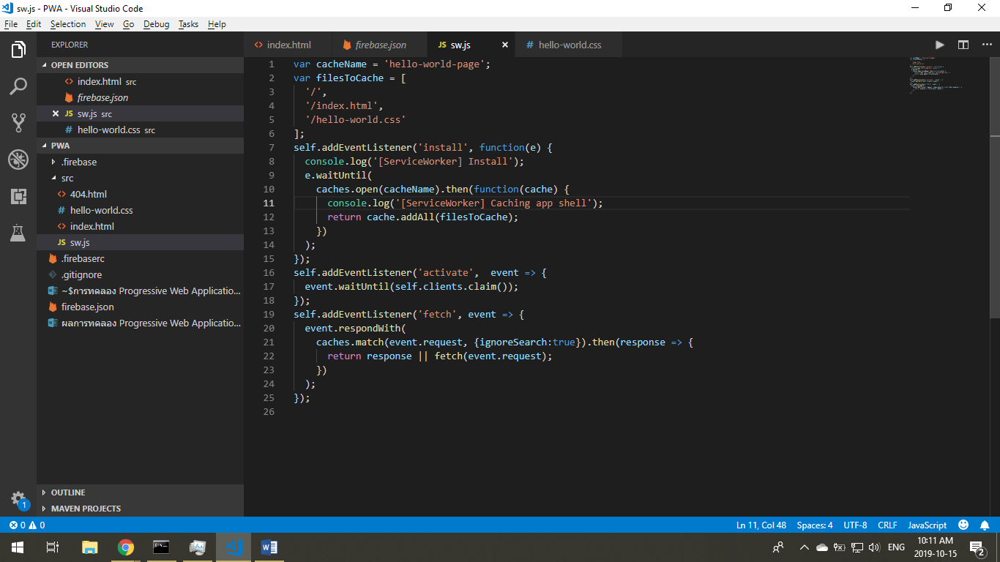 sw.js - PWA - Visual Studio Code
File Edit Selection View Go Debug Tasks Help
EXPLORER
OPEN EDITORS
index.html src
firebase.json
sw.js src
hello-world.css src
PWA
.firebase
src
404.html
hello-world.css
index.html
sw.js
.firebaserc
.gitignore
~$การทดลอง Progressive Web Applicatio...
firebase.json
ผลการทดลอง Progressive Web Applicatio...
OUTLINE
MAVEN PROJECTS
index.html firebase.json sw.js hello-world.css
1 var cacheName = 'hello-world-page';
2 var filesToCache = [
3 '/',
4 '/index.html',
5 '/hello-world.css'
6 ];
7 self.addEventListener('install', function(e) {
8 console.log('[ServiceWorker] Install');
9 e.waitUntil(
10 caches.open(cacheName).then(function(cache) {
11 console.log('[ServiceWorker] Caching app shell');
12 return cache.addAll(filesToCache);
13 })
14 );
15 });
16 self.addEventListener('activate',  event => {
17 event.waitUntil(self.clients.claim());
18 });
19 self.addEventListener('fetch', event => {
20 event.respondWith(
21 caches.match(event.request, {ignoreSearch:true}).then(response => {
22 return response || fetch(event.request);
23 })
24 );
25 });
26
1
0 0
Ln 11, Col 48 Spaces: 4 UTF-8 CRLF JavaScript
ENG
10:11 AM
2019-10-15
2